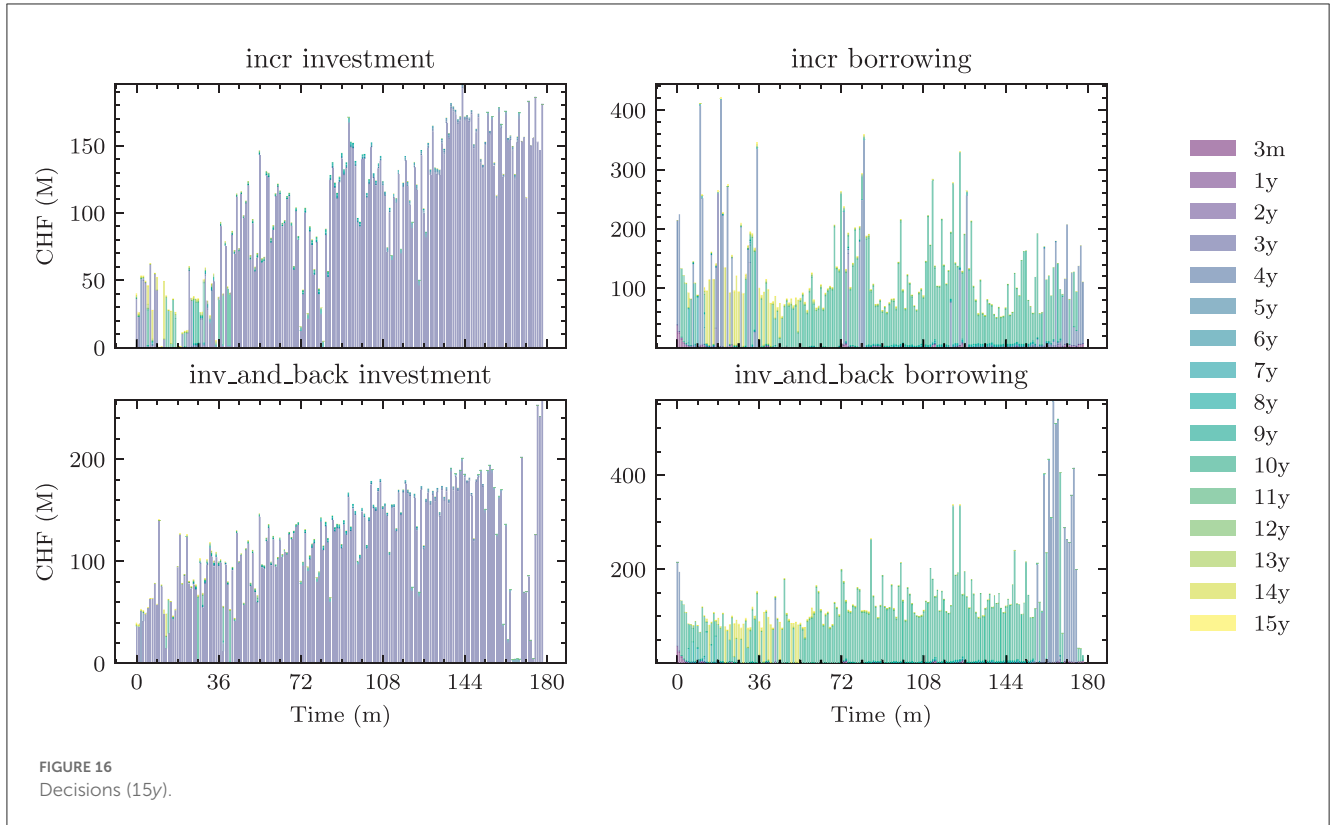 incr investment
incr borrowing
CHF (M)
150
100
50
0
400
300
200
100
inv_and_back investment
inv_and_back borrowing
CHF (M)
200
100
0
400
200
0 36 72 108 144 180
0 36 72 108 144 180
Time (m)
Time (m)
3m
1y
2y
3y
4y
5y
6y
7y
8y
9y
10y
11y
12y
13y
14y
15y
FIGURE 16
Decisions (15y).